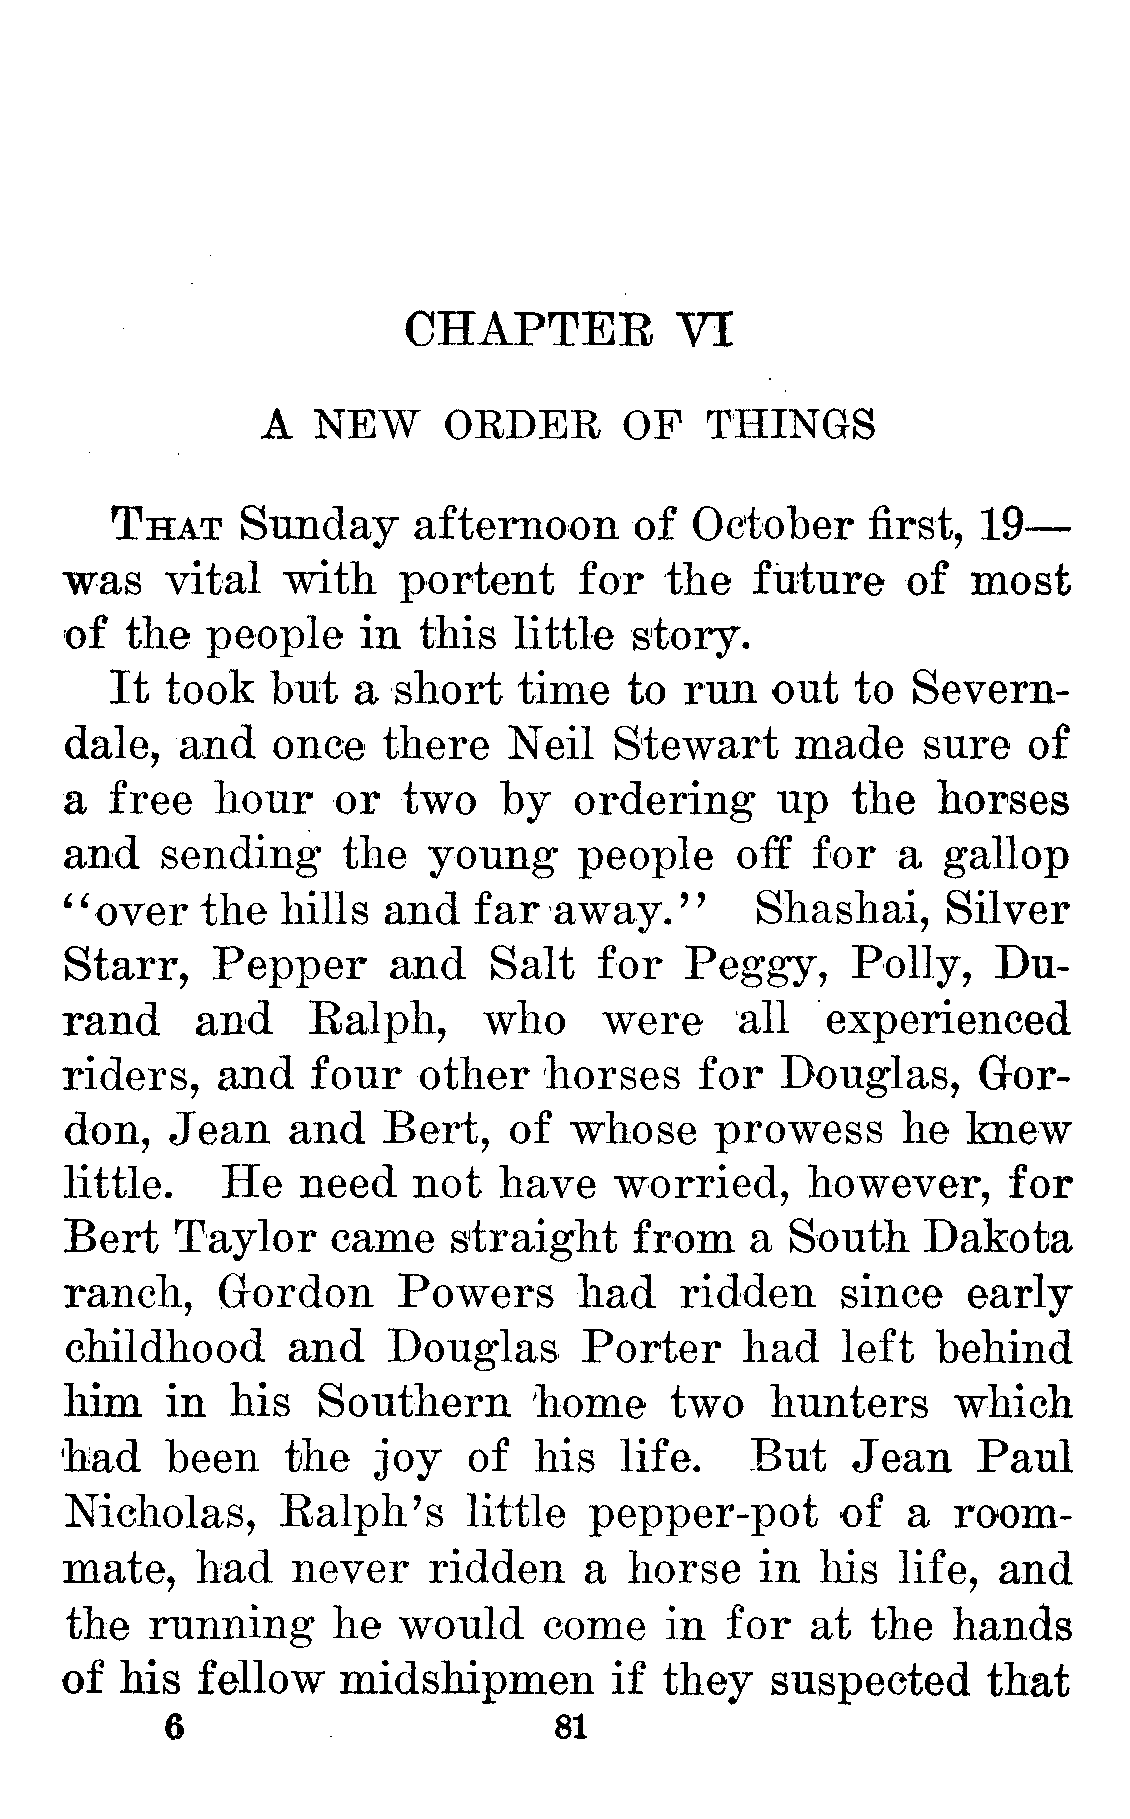 CHAPTER VI
A NEW ORDER OF THINGS
THAT Sunday afternoon of October first, 19—
was vital with portent for the future of most
of the people in this little story.
It took but a short time to run out to Severn-
dale, and once there Neil Stewart made sure of
a free hour or two by ordering up the horses
and sending the young people off for a gallop
“over the hills and far away.” Shashai, Silver
Starr, Pepper and Salt for Peggy, Polly, Du-
rand and Ralph, who were all experienced
riders, and four other horses for Douglas, Gor-
don, Jean and Bert, of whose prowess he knew
little. He need not have worried, however, for
Bert Taylor came straight from a South Dakota
ranch, Gordon Powers had ridden since early
childhood and Douglas Porter had left behind
him in his Southern home two hunters which
had been the joy of his life. But Jean Paul
Nicholas, Ralph’s little pepper-pot of a room-
mate, had never ridden a horse in his life, and
the running he would come in for at the hands
of his fellow midshipmen if they suspected that
6 81